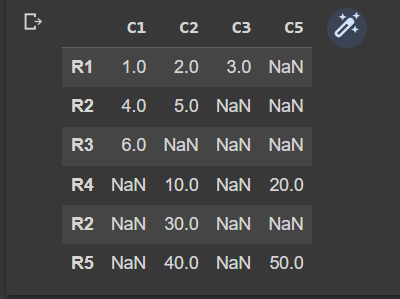 C1 C2 C3 C5
R1 1.0 2.0 3.0 NaN
R2 4.0 5.0 NaN NaN
R3 6.0 NaN NaN NaN
R4 NaN 10.0 NaN 20.0
R2 NaN 30.0 NaN NaN
R5 NaN 40.0 NaN 50.0